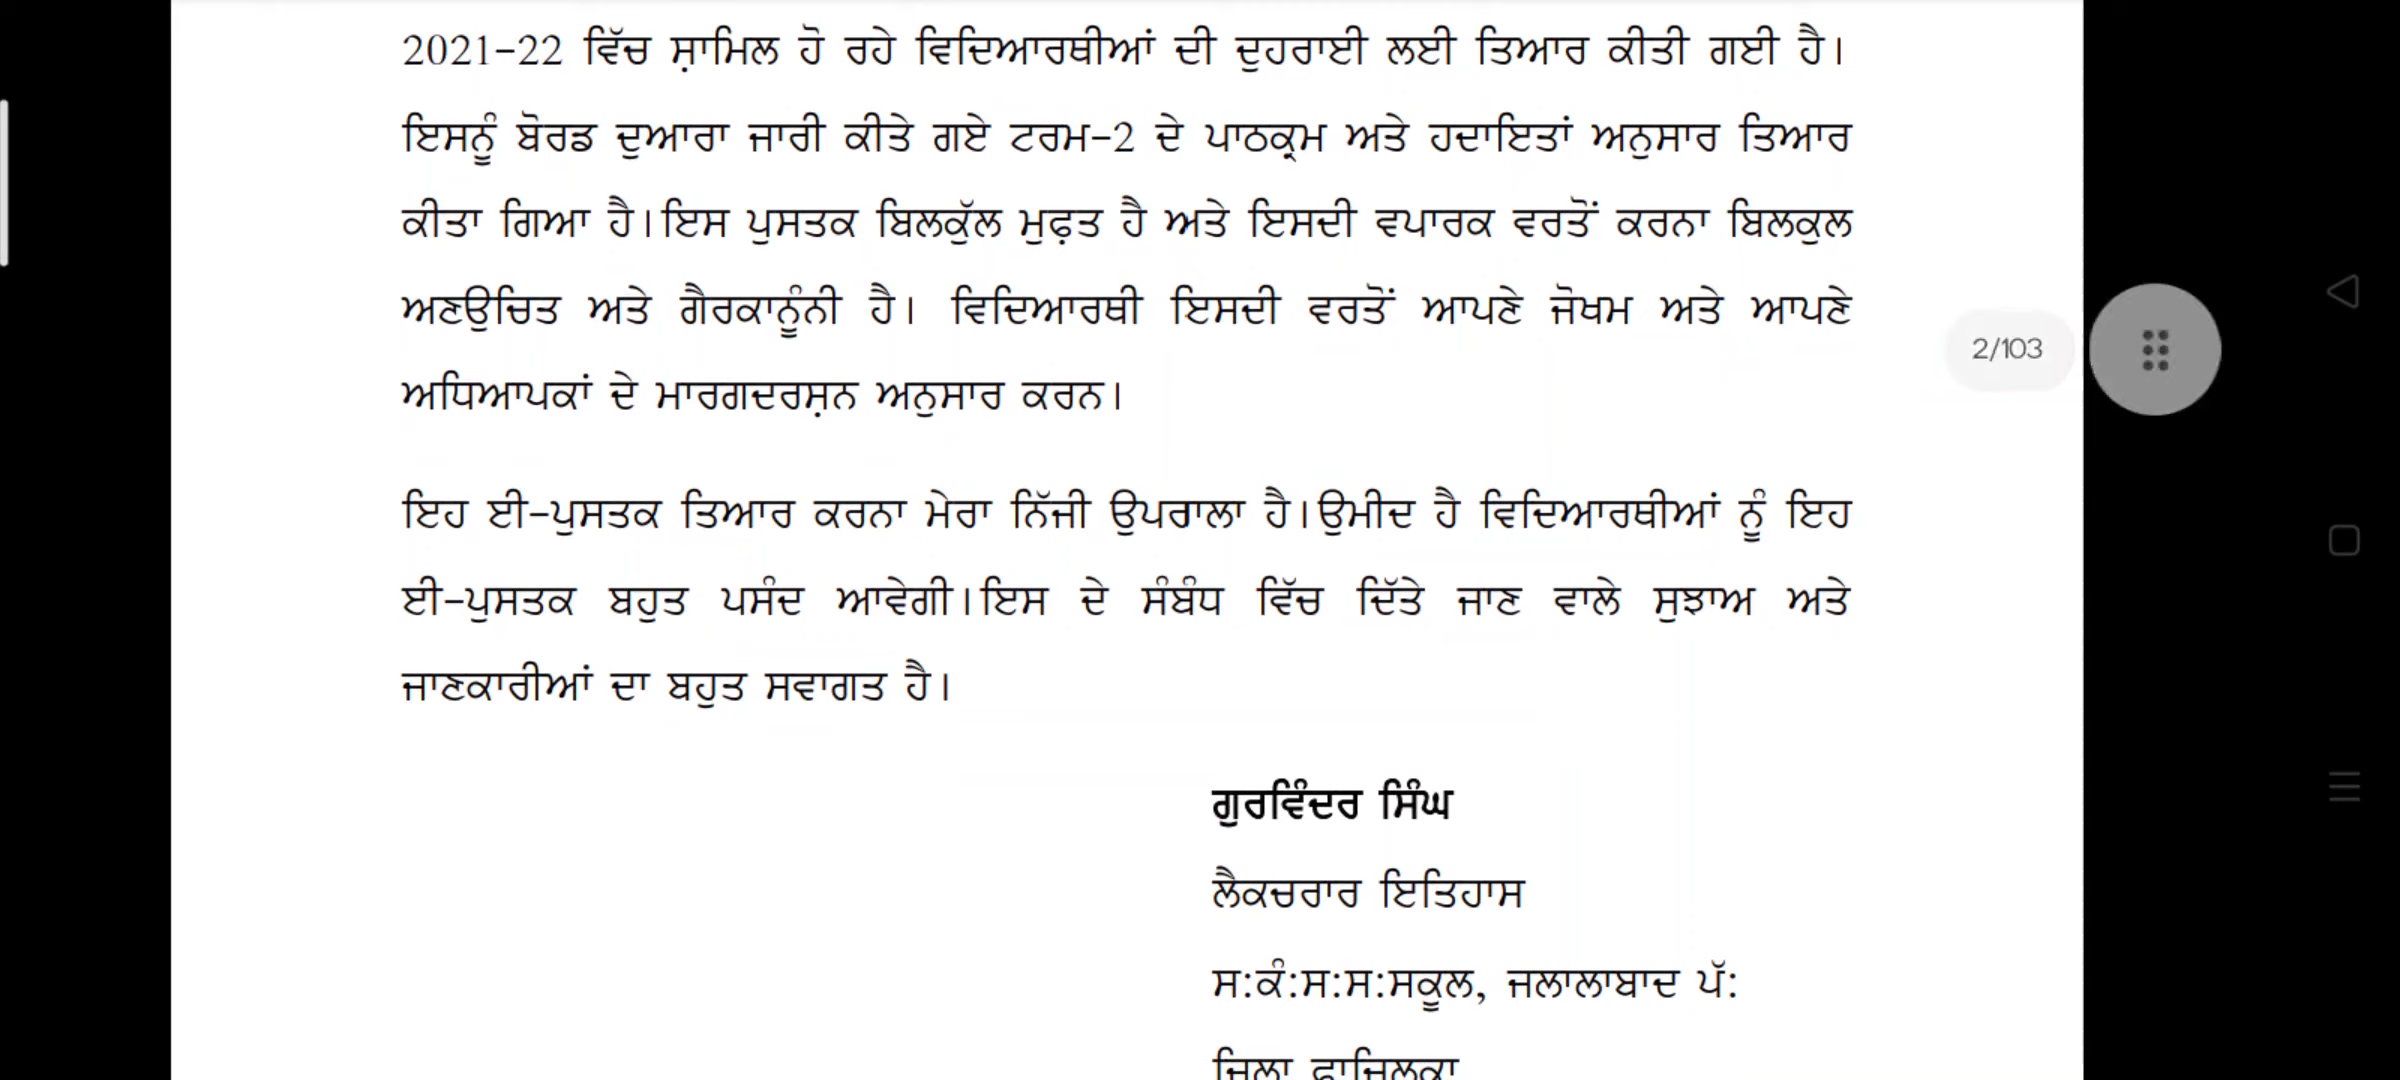 2021-22 ਵਿੱਚ ਸ਼ਾਮਿਲ ਹੋ ਰਹੇ ਵਿਦਿਆਰਥੀਆਂ ਦੀ ਦੁਹਰਾਈ ਲਈ ਤਿਆਰ ਕੀਤੀ ਗਈ ਹੈ।
ਇਸਨੂੰ ਬੋਰਡ ਦੁਆਰਾ ਜਾਰੀ ਕੀਤੇ ਗਏ ਟਰਮ-2 ਦੇ ਪਾਠਕ੍ਰਮ ਅਤੇ ਹਦਾਇਤਾਂ ਅਨੁਸਾਰ ਤਿਆਰ
ਕੀਤਾ ਗਿਆ ਹੈ।ਇਸ ਪੁਸਤਕ ਬਿਲਕੁੱਲ ਮੁਫ਼ਤ ਹੈ ਅਤੇ ਇਸਦੀ ਵਪਾਰਕ ਵਰਤੋਂ ਕਰਨਾ ਬਿਲਕੁਲ
ਅਣਉਚਿਤ ਅਤੇ ਗੈਰਕਾਨੂੰਨੀ ਹੈ। ਵਿਦਿਆਰਥੀ ਇਸਦੀ ਵਰਤੋਂ ਆਪਣੇ ਜੋਖਮ ਅਤੇ ਆਪਣੇ
2/103
ਅਧਿਆਪਕਾਂ ਦੇ ਮਾਰਗਦਰਸ਼ਨ ਅਨੁਸਾਰ ਕਰਨ।
ਇਹ ਈ-ਪੁਸਤਕ ਤਿਆਰ ਕਰਨਾ ਮੇਰਾ ਨਿੱਜੀ ਉਪਰਾਲਾ ਹੈ।ਉਮੀਦ ਹੈ ਵਿਦਿਆਰਥੀਆਂ ਨੂੰ ਇਹ
ਈ-ਪੁਸਤਕ ਬਹੁਤ ਪਸੰਦ ਆਵੇਗੀ।ਇਸ ਦੇ ਸੰਬੰਧ ਵਿੱਚ ਦਿੱਤੇ ਜਾਣ ਵਾਲੇ ਸੁਝਾਅ ਅਤੇ
ਜਾਣਕਾਰੀਆਂ ਦਾ ਬਹੁਤ ਸਵਾਗਤ ਹੈ।
ਗੁਰਵਿੰਦਰ ਸਿੰਘ
ਲੈਕਚਰਾਰ ਇਤਿਹਾਸ
ਸ:ਕੰ:ਸ:ਸ:ਸਕੂਲ, ਜਲਾਲਾਬਾਦ ਪੱ:
ਜ਼ਿਲਾ ਫਾਜ਼ਿਲਕਾ